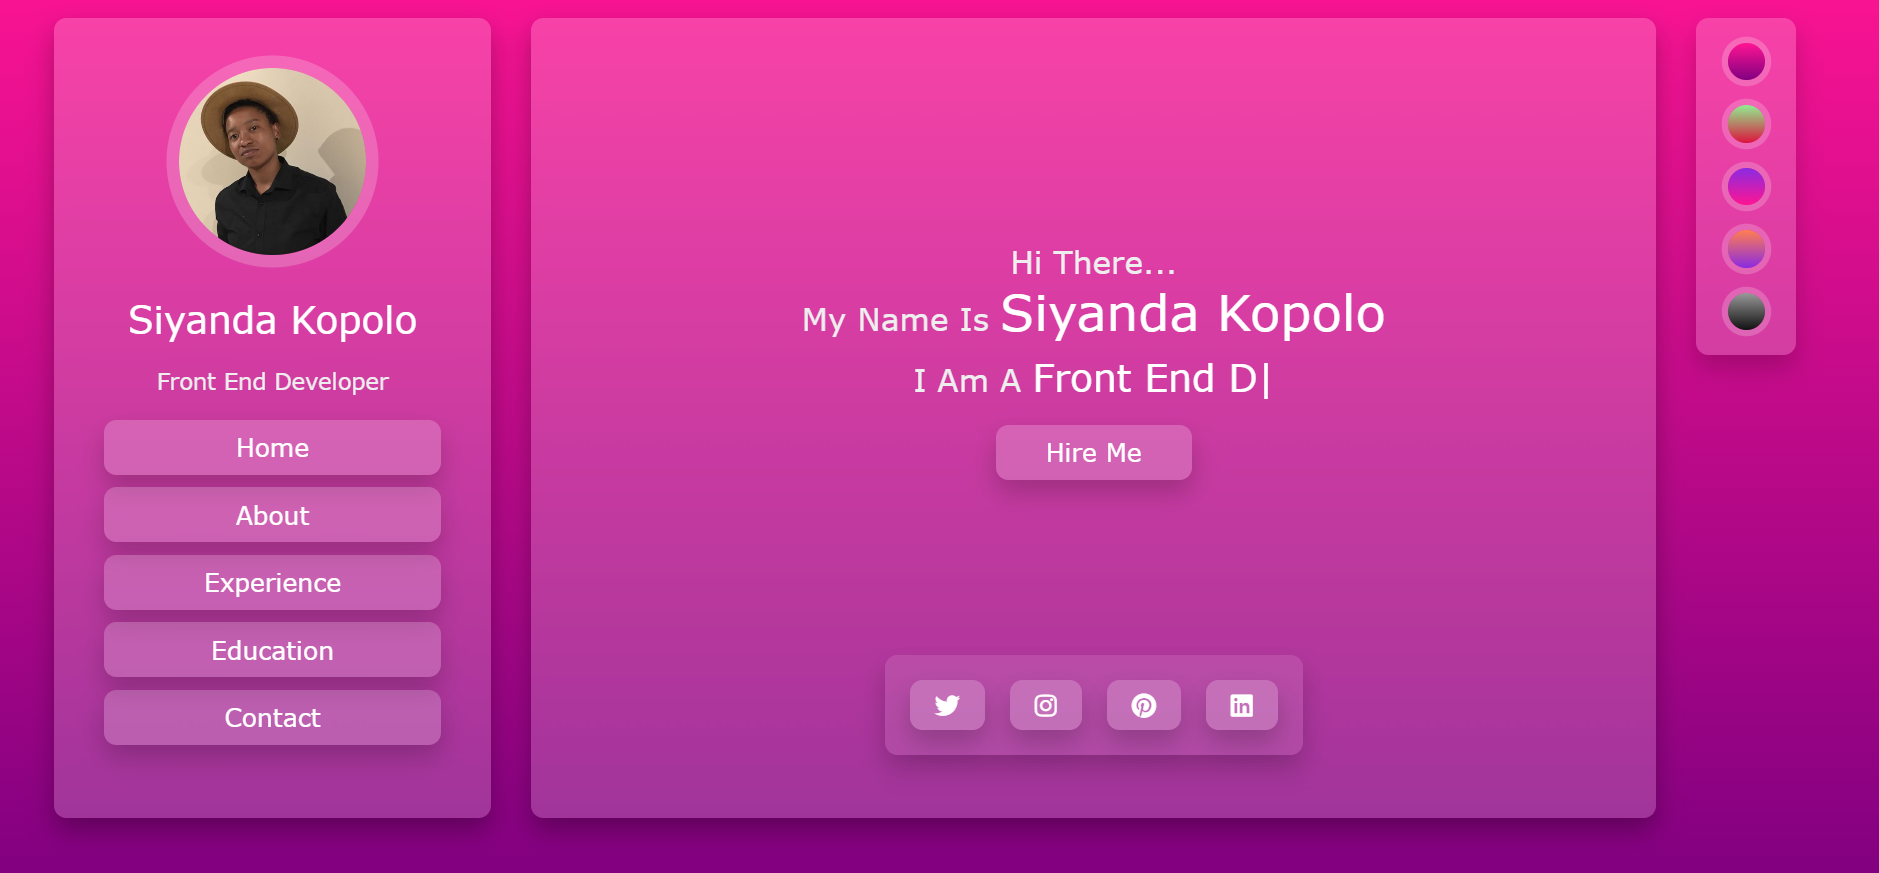 Siyanda Kopolo
Front End Developer
Home
About
Experience
Education
Contact
Hi There...
My Name Is Siyanda Kopolo
I Am A Front End D|
Hire Me